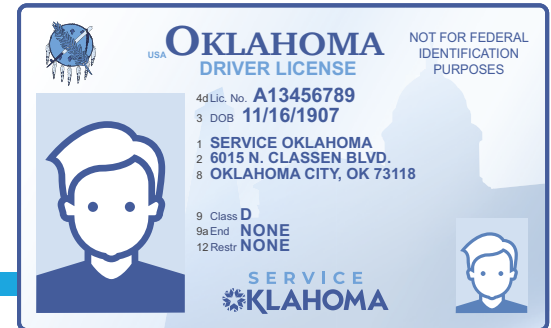 USA OKLAHOMA
DRIVER LICENSE
NOT FOR FEDERAL
IDENTIFICATION
PURPOSES
4d Lic. No. A13456789
3 DOB 11/16/1907
1 SERVICE OKLAHOMA
2 6015 N. CLASSEN BLVD.
8 OKLAHOMA CITY, OK 73118
9 Class D
9a End NONE
12 Restr NONE
SERVICE
OKLAHOMA